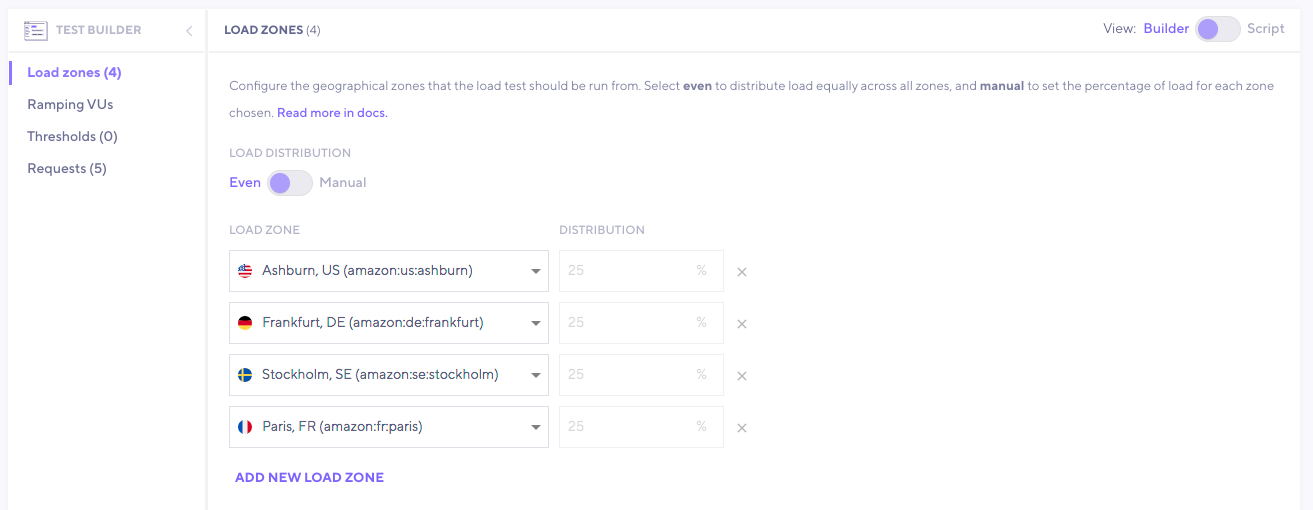 TEST BUILDER
Load zones (4)
Ramping VUs
Thresholds (0)
Requests (5)
LOAD ZONES (4)
View: Builder Script
Configure the geographical zones that the load test should be run from. Select even to distribute load equally across all zones, and manual to set the percentage of load for each zone
chosen. Read more in docs.
LOAD DISTRIBUTION
Even Manual
LOAD ZONE DISTRIBUTION
Ashburn, US (amazon:us:ashburn) 25 %
Frankfurt, DE (amazon:de:frankfurt) 25 %
Stockholm, SE (amazon:se:stockholm) 25 %
Paris, FR (amazon:fr:paris) 25 %
ADD NEW LOAD ZONE